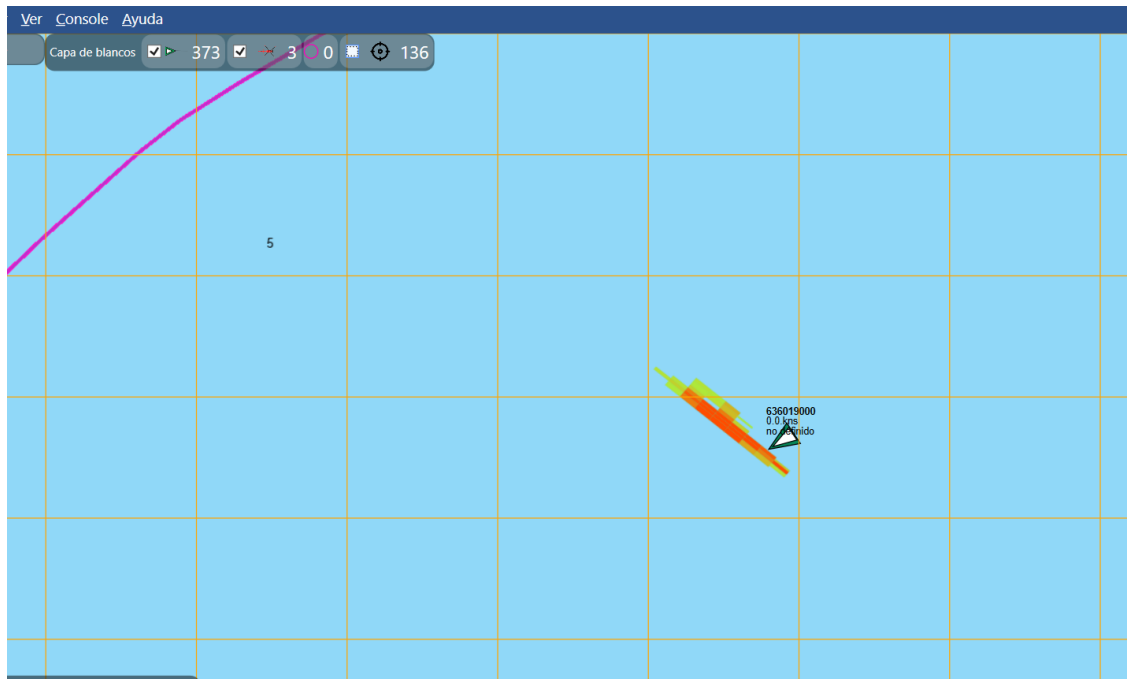 Ver Console Ayuda
Capa de blancos 373 3 0 136
5
636019000
0.0 kns
no definido